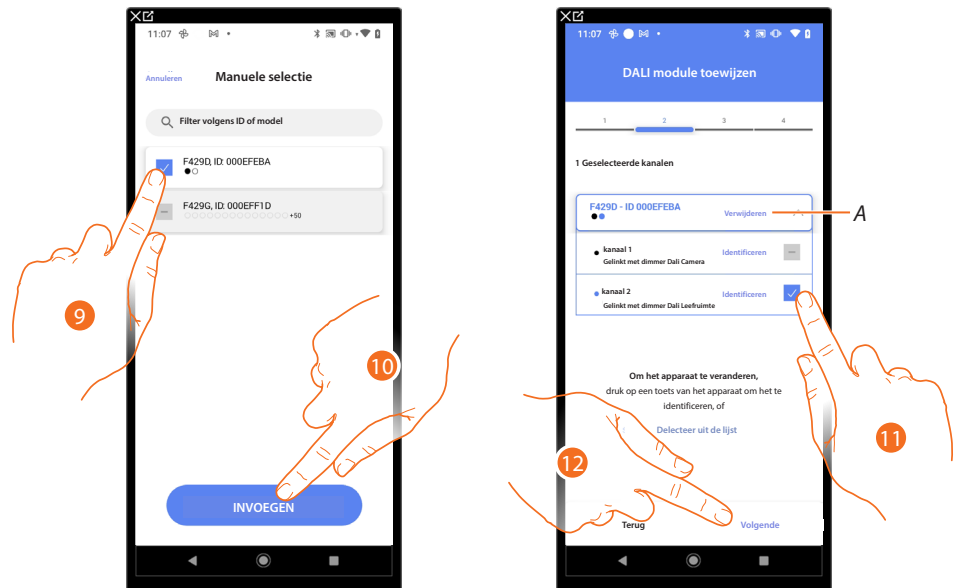 11:07
Annuleren
Manuele selectie
Filter volgens ID of model
F429D, ID: 000EFEBA
F429G, ID: 000EFF1D
+50
9
10
INVOEGEN
11:07
DALI module toewijzen
1 2 3 4
1 Geselecteerde kanalen
F429D - ID 000EFEBA
Verwijderen
A
kanaal 1
Identificeren
Gelinkt met dimmer Dali Camera
kanaal 2
Identificeren
Gelinkt met dimmer Dali Leefruimte
Om het apparaat te veranderen,
druk op een toets van het apparaat om het te
identificeren, of
Delecteer uit de lijst
11
12
Terug
Volgende